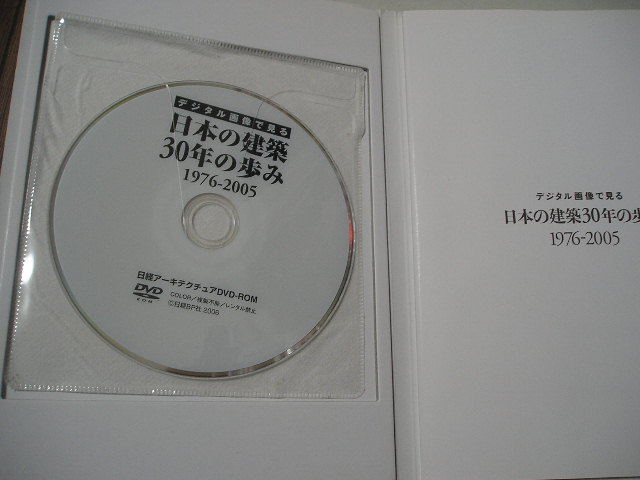 デジタル画像で見る
日本の建築
30年の歩み
1976-2005
日経アーキテクチュアDVD-ROM
DVD
ROM
COLOR／複製不能／レンタル禁止
©日経BP社 2006
デジタル画像で見る
日本の建築30年の歩
1976-2005